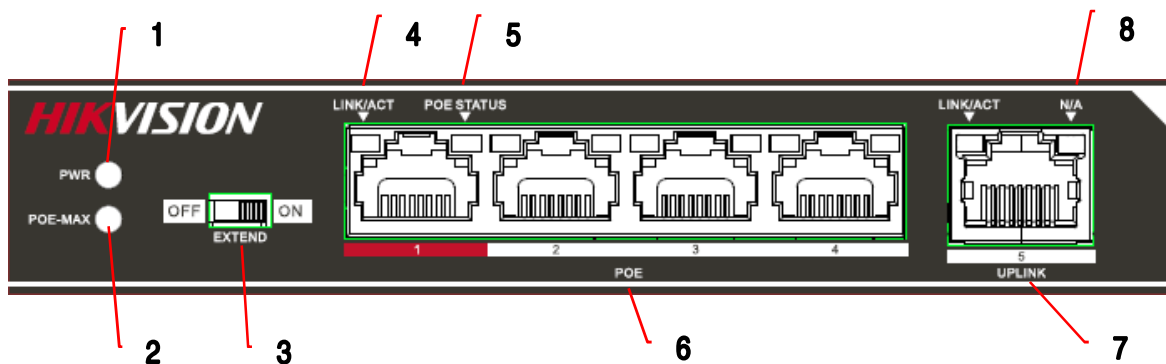 1 4 5 8
LINK/ACT POE STATUS LINK/ACT N/A
HIKVISION
PWR
POE-MAX OFF ON
EXTEND
1 2 3 4 5
POE UPLINK
2 3 6 7